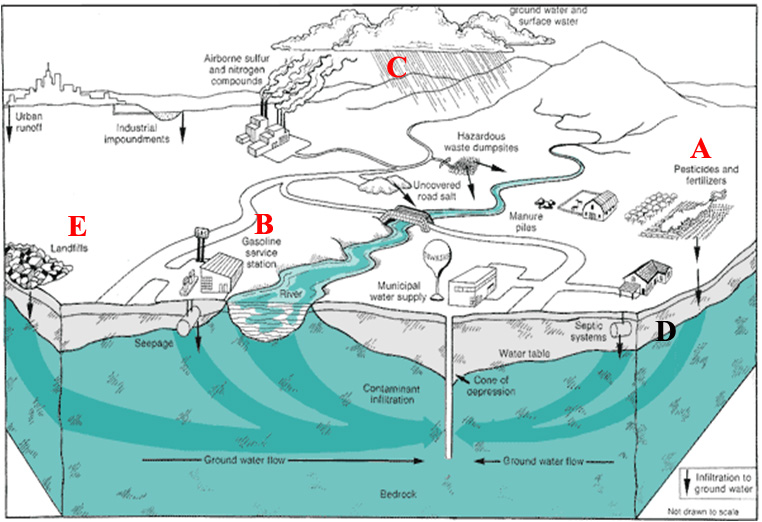 ground water and
surface water
C
Airborne sulfur
and nitrogen
compounds
Urban
runoff
Industrial
impoundments
Hazardous
waste dumpsites
A
Pesticides and
fertilizers
Uncovered
road salt
Manure
piles
E
Landfills
B
Gasoline
service
station
River
Municipal
water supply
Seepage
Septic
systems
D
Water table
Cone of
depression
Contaminant
infiltration
Ground water flow
Ground water flow
Bedrock
Infiltration to
ground water
Not drawn to scale